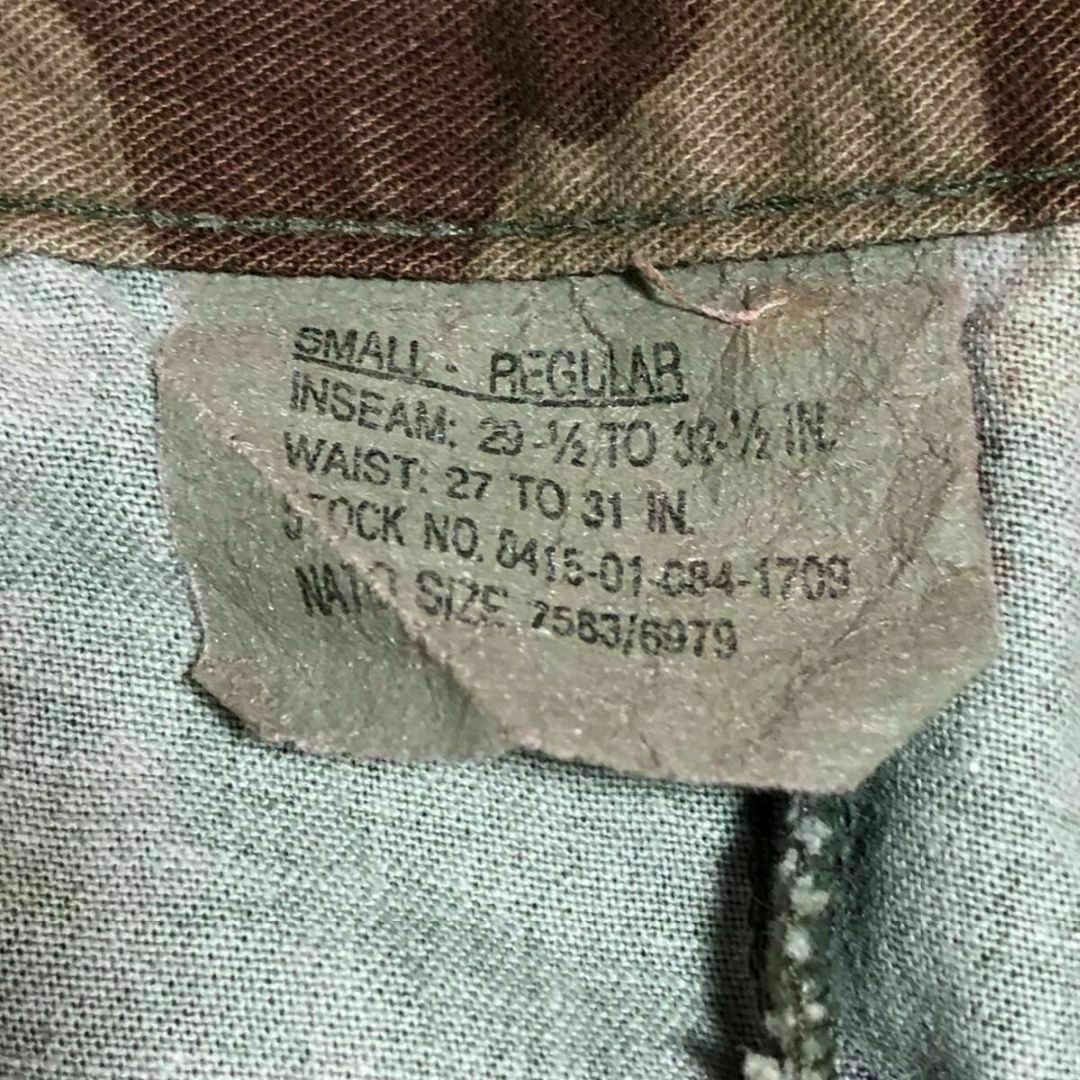 SMALL - REGULAR
INSEAM: 29-½ TO 32-½ IN.
WAIST: 27 TO 31 IN.
STOCK NO. 8415-01-084-1709
NATO SIZE 7583/6979